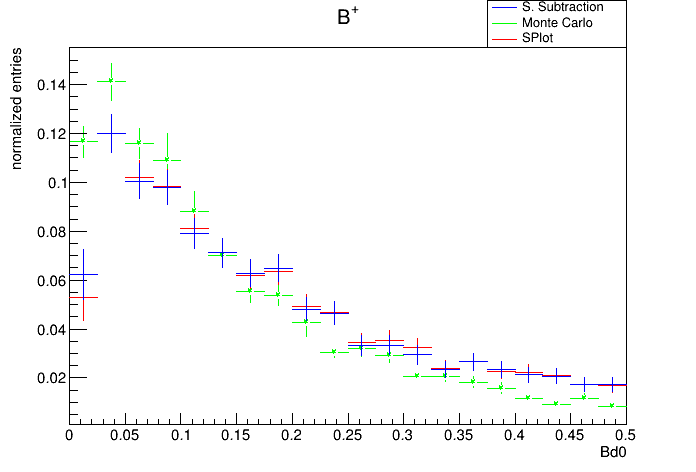 B+
S. Subtraction
Monte Carlo
SPlot
normalized entries
0.14
0.12
0.1
0.08
0.06
0.04
0.02
0 0.05 0.1 0.15 0.2 0.25 0.3 0.35 0.4 0.45 0.5
Bd0